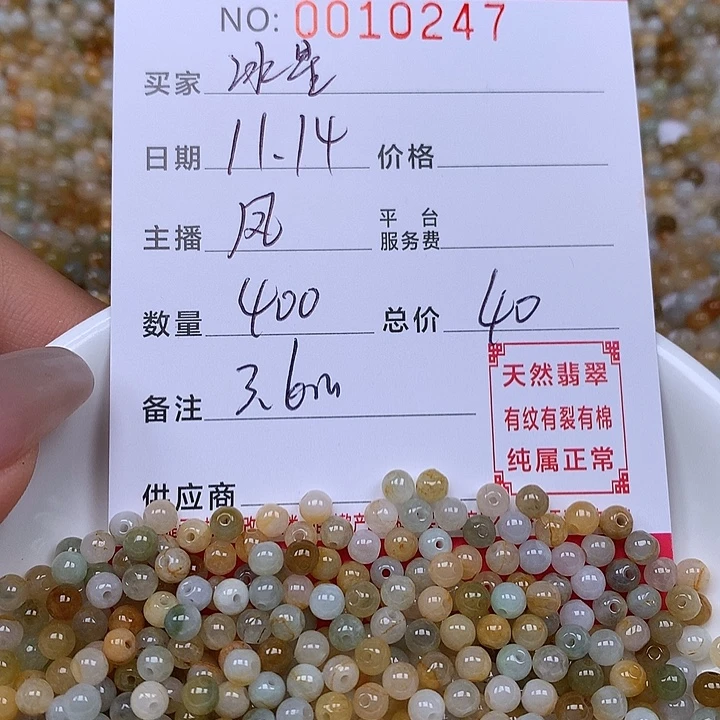 NO: 0010247
买家 冰星
日期 11.14 价格
主播 凤 平台服务费
数量 400 总价 40
备注 3.6m
天然翡翠
有纹有裂有棉
纯属正常
供应商